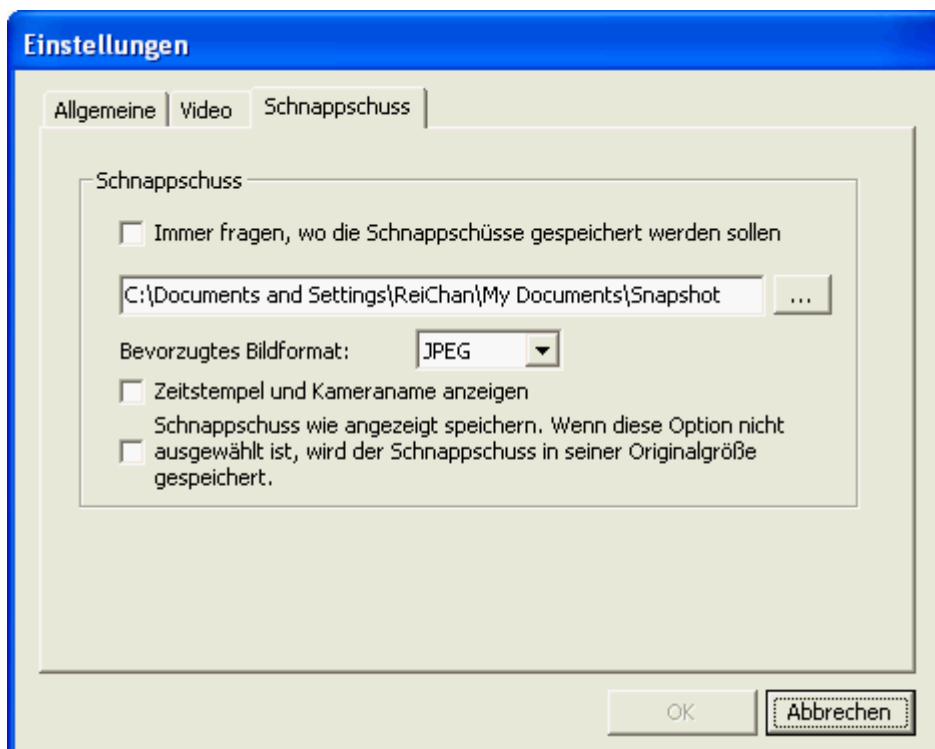 Einstellungen
Allgemeine Video Schnappschuss
Schnappschuss
Immer fragen, wo die Schnappschüsse gespeichert werden sollen
C:\Documents and Settings\ReiChan\My Documents\Snapshot ...
Bevorzugtes Bildformat: JPEG
Zeitstempel und Kameraname anzeigen
Schnappschuss wie angezeigt speichern. Wenn diese Option nicht
ausgewählt ist, wird der Schnappschuss in seiner Originalgröße
gespeichert.
OK Abbrechen